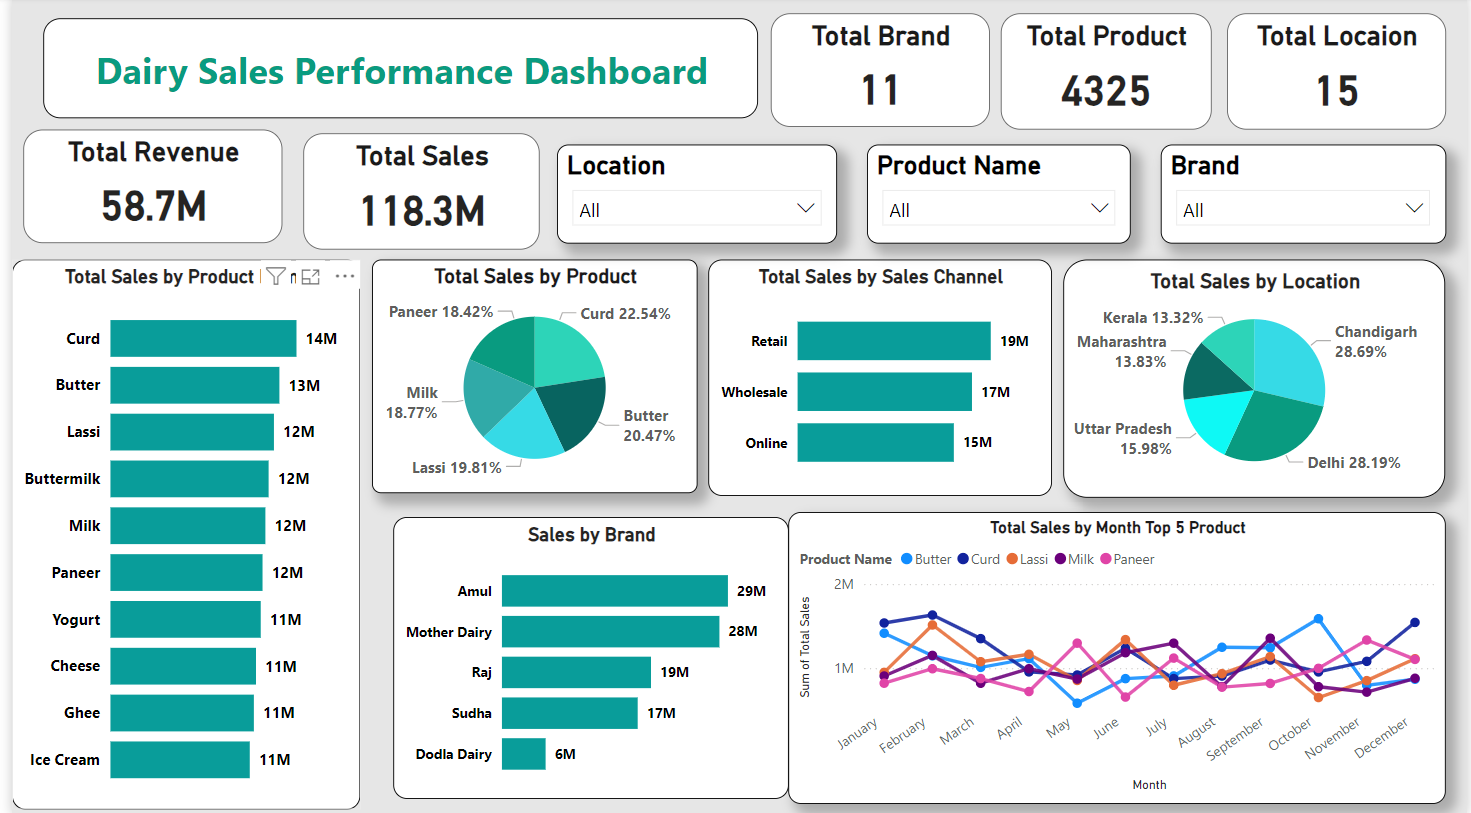 Dairy Sales Performance Dashboard
Total Brand
11
Total Product
4325
Total Locaion
15
Total Revenue
58.7M
Total Sales
118.3M
Location
All
Product Name
All
Brand
All
Total Sales by Product
Curd 14M
Butter 13M
Lassi 12M
Buttermilk 12M
Milk 12M
Paneer 12M
Yogurt 11M
Cheese 11M
Ghee 11M
Ice Cream 11M
Total Sales by Product
Paneer 18.42%
Curd 22.54%
Milk
18.77%
Butter
20.47%
Lassi 19.81%
Total Sales by Sales Channel
Retail 19M
Wholesale 17M
Online 15M
Total Sales by Location
Kerala 13.32%
Chandigarh
28.69%
Maharashtra
13.83%
Uttar Pradesh
15.98%
Delhi 28.19%
Sales by Brand
Amul 29M
Mother Dairy 28M
Raj 19M
Sudha 17M
Dodla Dairy 6M
Total Sales by Month Top 5 Product
Product Name Butter Curd Lassi Milk Paneer
2M
1M
Sum of Total Sales
January February March April May June July August September October November December
Month